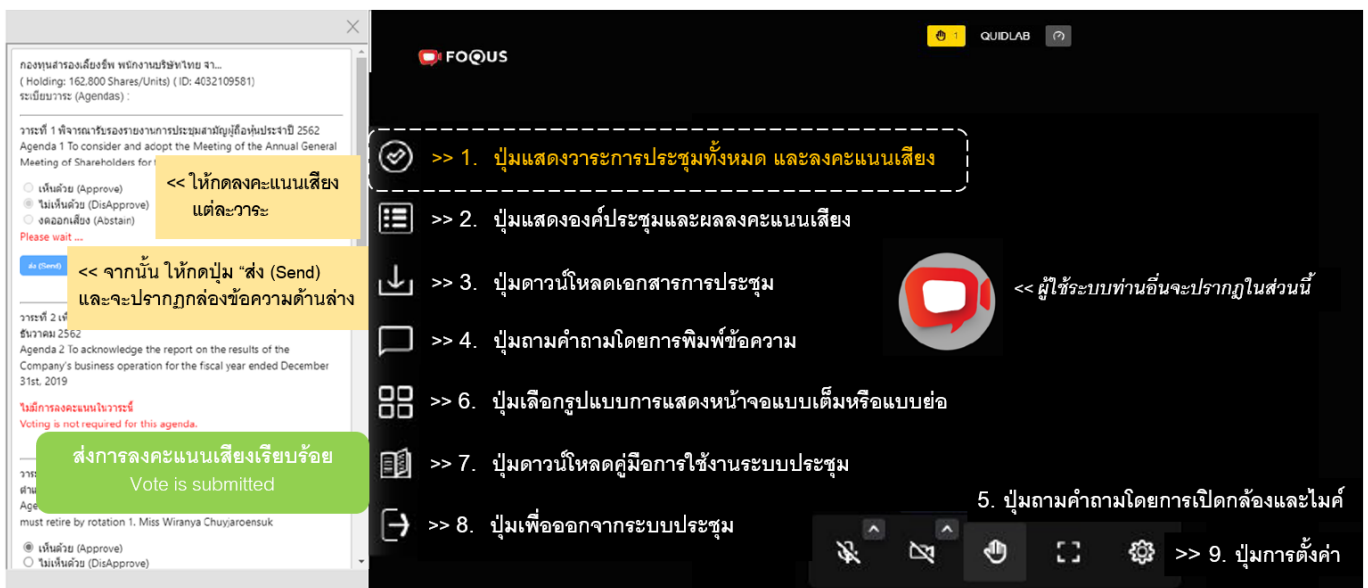 กองทุนสำรองเลี้ยงชีพ พนักงานบริษัทไทย จา...
( Holding: 162,800 Shares/Units) ( ID: 4032109581)
ระเบียบวาระ (Agendas) :
วาระที่ 1 พิจารณารับรองรายงานการประชุมสามัญผู้ถือหุ้นประจำปี 2562
Agenda 1 To consider and adopt the Meeting of the Annual General
Meeting of Shareholders for
เห็นด้วย (Approve)
ไม่เห็นด้วย (DisApprove)
งดออกเสียง (Abstain)
Please wait ....
<< ให้กดลงคะแนนเสียง
แต่ละวาระ
ส่ง (Send)
<< จากนั้น ให้กดปุ่ม “ส่ง (Send)
และจะปรากฏกล่องข้อความด้านล่าง
วาระที่ 2
ธันวาคม 2562
Agenda 2 To acknowledge the report on the results of the
Company's business operation for the fiscal year ended December
31st, 2019
ไม่มีการลงคะแนนในวาระนี้
Voting is not required for this agenda.
ส่งการลงคะแนนเสียงเรียบร้อย
Vote is submitted
must retire by rotation 1. Miss Wiranya Chuyjaroensuk
เห็นด้วย (Approve)
ไม่เห็นด้วย (DisApprove)
FOQUS
1 QUIDLAB
>> 1. ปุ่มแสดงวาระการประชุมทั้งหมด และลงคะแนนเสียง
>> 2. ปุ่มแสดงองค์ประชุมและผลลงคะแนนเสียง
>> 3. ปุ่มดาวน์โหลดเอกสารการประชุม
<< ผู้ใช้ระบบท่านอื่นจะปรากฏในส่วนนี้
>> 4. ปุ่มถามคำถามโดยการพิมพ์ข้อความ
>> 6. ปุ่มเลือกรูปแบบการแสดงหน้าจอแบบเต็มหรือแบบย่อ
>> 7. ปุ่มดาวน์โหลดคู่มือการใช้งานระบบประชุม
5. ปุ่มถามคำถามโดยการเปิดกล้องและไมค์
>> 8. ปุ่มเพื่อออกจากระบบประชุม
>> 9. ปุ่มการตั้งค่า